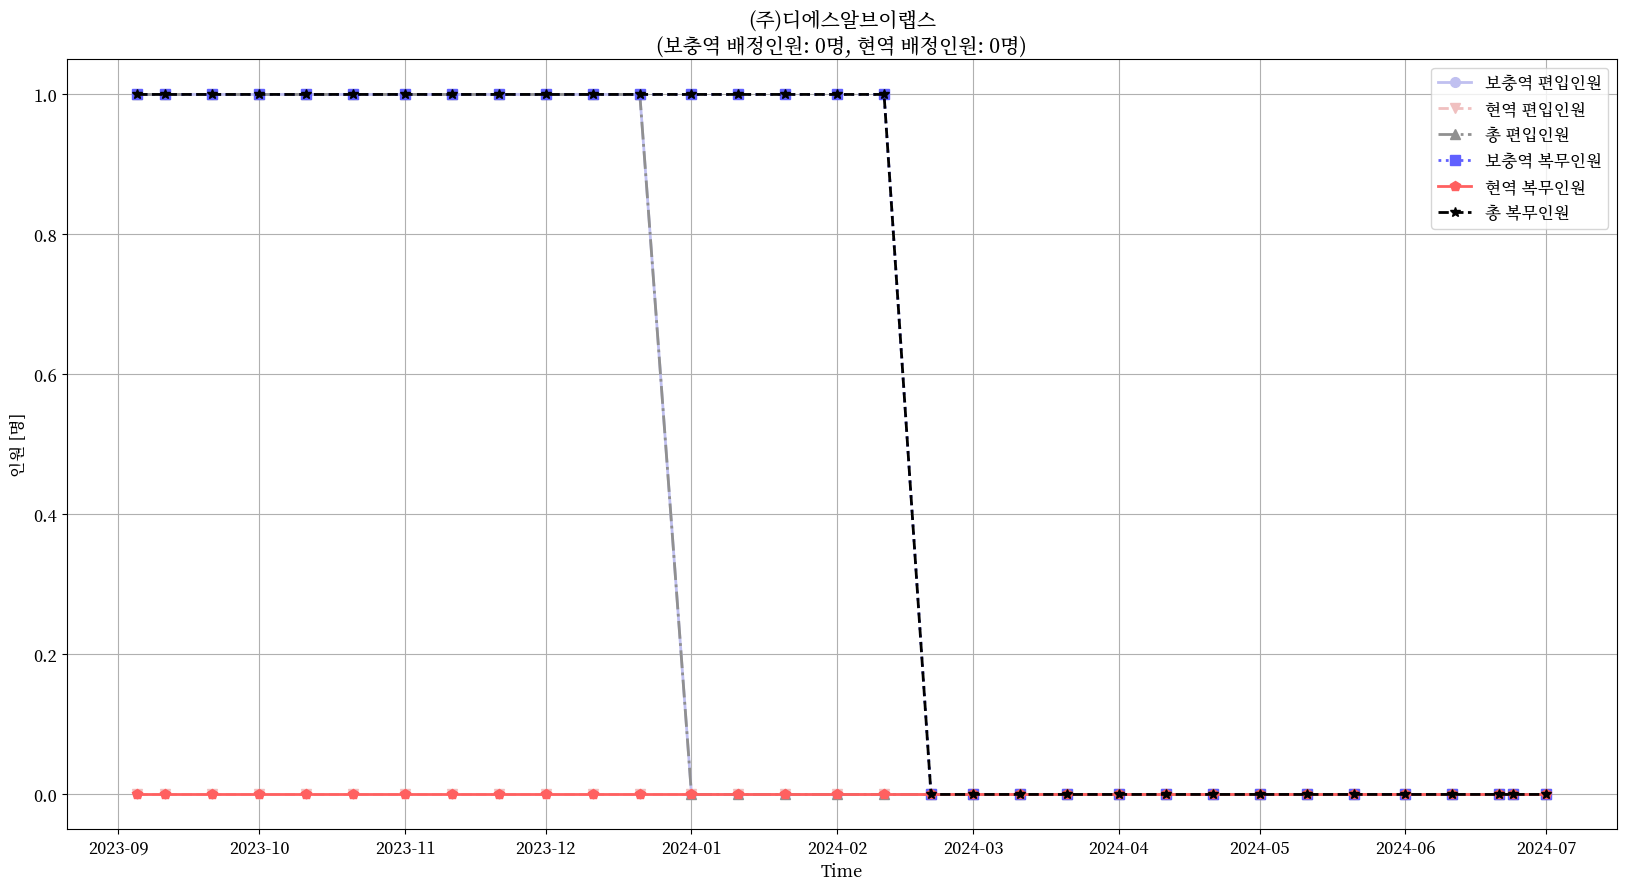 (주)디에스알브이랩스
(보충역 배정인원: 0명, 현역 배정인원: 0명)
보충역 편입인원
현역 편입인원
총 편입인원
보충역 복무인원
현역 복무인원
총 복무인원
1.0
0.8
0.6
0.4
0.2
0.0
인원 [명]
2023-09 2023-10 2023-11 2023-12 2024-01 2024-02 2024-03 2024-04 2024-05 2024-06 2024-07
Time